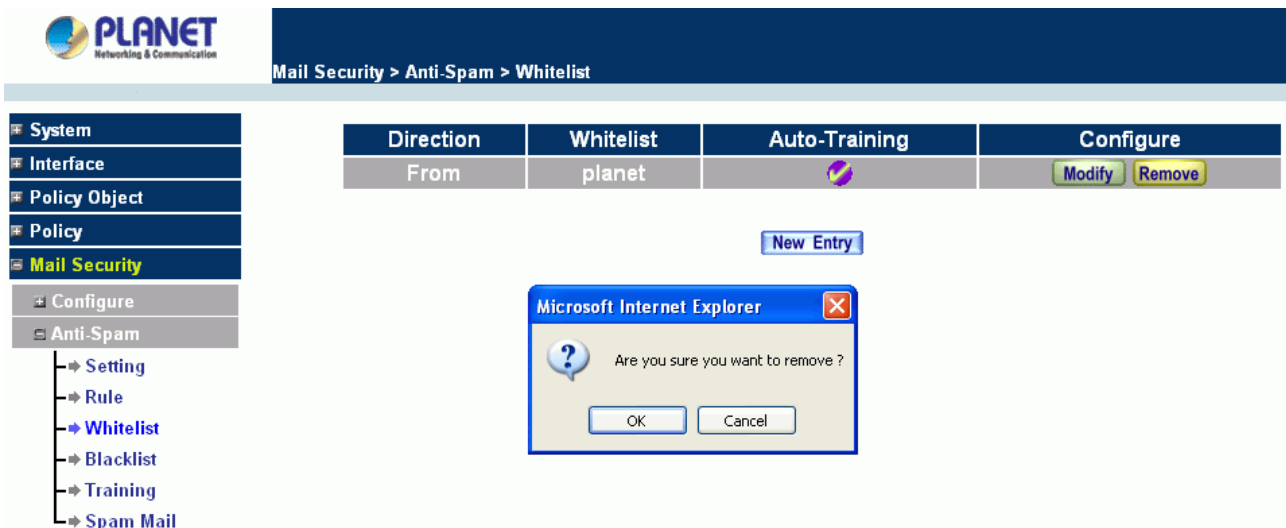 PLANET
Networking & Communication
Mail Security > Anti-Spam > Whitelist
System
Interface
Policy Object
Policy
Mail Security
Configure
Anti-Spam
Setting
Rule
Whitelist
Blacklist
Training
Spam Mail
Direction Whitelist Auto-Training Configure
From planet Modify Remove
New Entry
Microsoft Internet Explorer
Are you sure you want to remove ?
OK Cancel